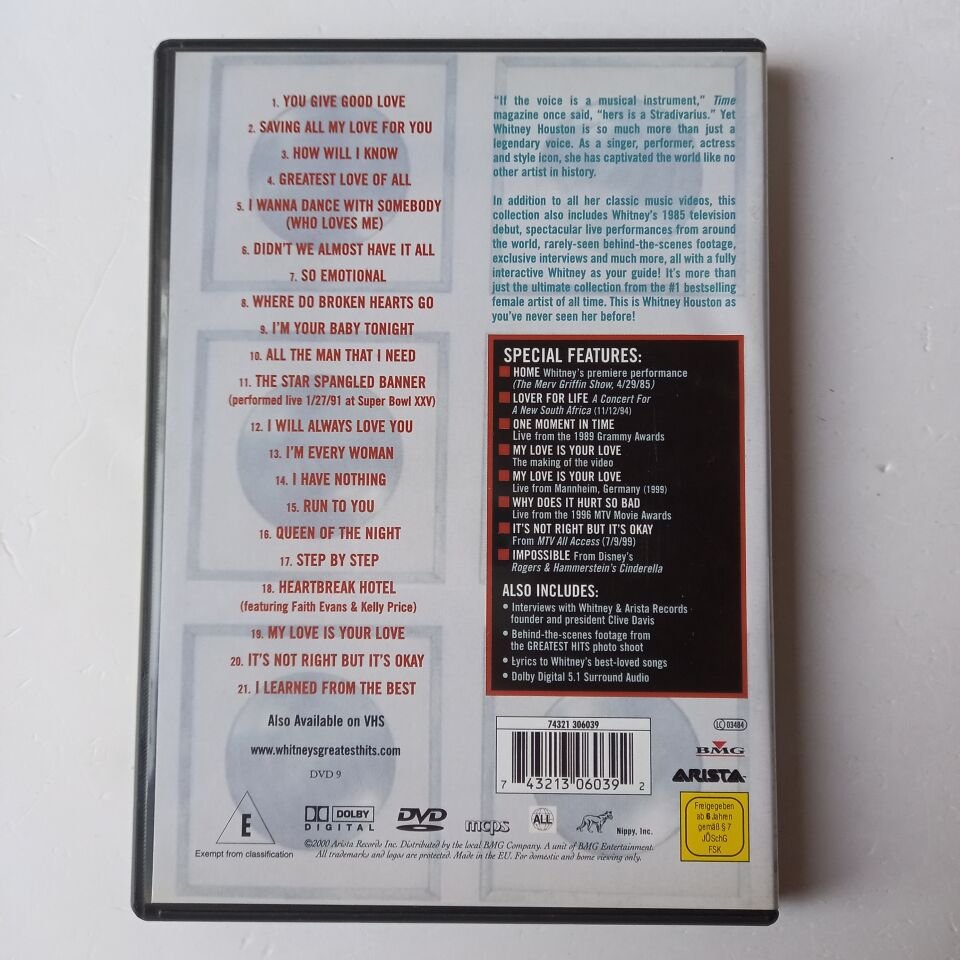 1. YOU GIVE GOOD LOVE
2. SAVING ALL MY LOVE FOR YOU
3. HOW WILL I KNOW
4. GREATEST LOVE OF ALL
5. I WANNA DANCE WITH SOMEBODY
(WHO LOVES ME)
6. DIDN'T WE ALMOST HAVE IT ALL
7. SO EMOTIONAL
8. WHERE DO BROKEN HEARTS GO
9. I'M YOUR BABY TONIGHT
10. ALL THE MAN THAT I NEED
11. THE STAR SPANGLED BANNER
(performed live 1/27/91 at Super Bowl XXV)
12. I WILL ALWAYS LOVE YOU
13. I'M EVERY WOMAN
14. I HAVE NOTHING
15. RUN TO YOU
16. QUEEN OF THE NIGHT
17. STEP BY STEP
18. HEARTBREAK HOTEL
(featuring Faith Evans & Kelly Price)
19. MY LOVE IS YOUR LOVE
20. IT'S NOT RIGHT BUT IT'S OKAY
21. I LEARNED FROM THE BEST
Also Available on VHS
www.whitneysgreatesthits.com
DVD 9
"If the voice is a musical instrument," Time
magazine once said, "hers is a Stradivarius." Yet
Whitney Houston is so much more than just a
legendary voice. As a singer, performer, actress
and style icon, she has captivated the world like no
other artist in history.
In addition to all her classic music videos, this
collection also includes Whitney's 1985 television
debut, spectacular live performances from around
the world, rarely-seen behind-the-scenes footage,
exclusive interviews and much more, all with a fully
interactive Whitney as your guide! It's more than
just the ultimate collection from the #1 bestselling
female artist of all time. This is Whitney Houston as
you've never seen her before!
SPECIAL FEATURES:
HOME Whitney's premiere performance
(The Merv Griffin Show, 4/29/85)
LOVER FOR LIFE A Concert For
A New South Africa (11/12/94)
ONE MOMENT IN TIME
Live from the 1989 Grammy Awards
MY LOVE IS YOUR LOVE
The making of the video
MY LOVE IS YOUR LOVE
Live from Mannheim, Germany (1999)
WHY DOES IT HURT SO BAD
Live from the 1996 MTV Movie Awards
IT'S NOT RIGHT BUT IT'S OKAY
From MTV All Access (7/9/99)
IMPOSSIBLE From Disney's
Rogers & Hammerstein's Cinderella
ALSO INCLUDES:
• Interviews with Whitney & Arista Records
founder and president Clive Davis
• Behind-the-scenes footage from
the GREATEST HITS photo shoot
• Lyrics to Whitney's best-loved songs
• Dolby Digital 5.1 Surround Audio
74321 306039
7 43213 06039 2
LC 03484
BMG
ARISTA
Freigegeben
ab 6 Jahren
gemäß § 7
JÖSchG
FSK
E
Exempt from classification
DOLBY
DIGITAL
DVD
mcps
ALL
Nippy, Inc.
©2000 Arista Records Inc. Distributed by the local BMG Company. A unit of BMG Entertainment.
All trademarks and logos are protected. Made in the EU. For domestic and home viewing only.